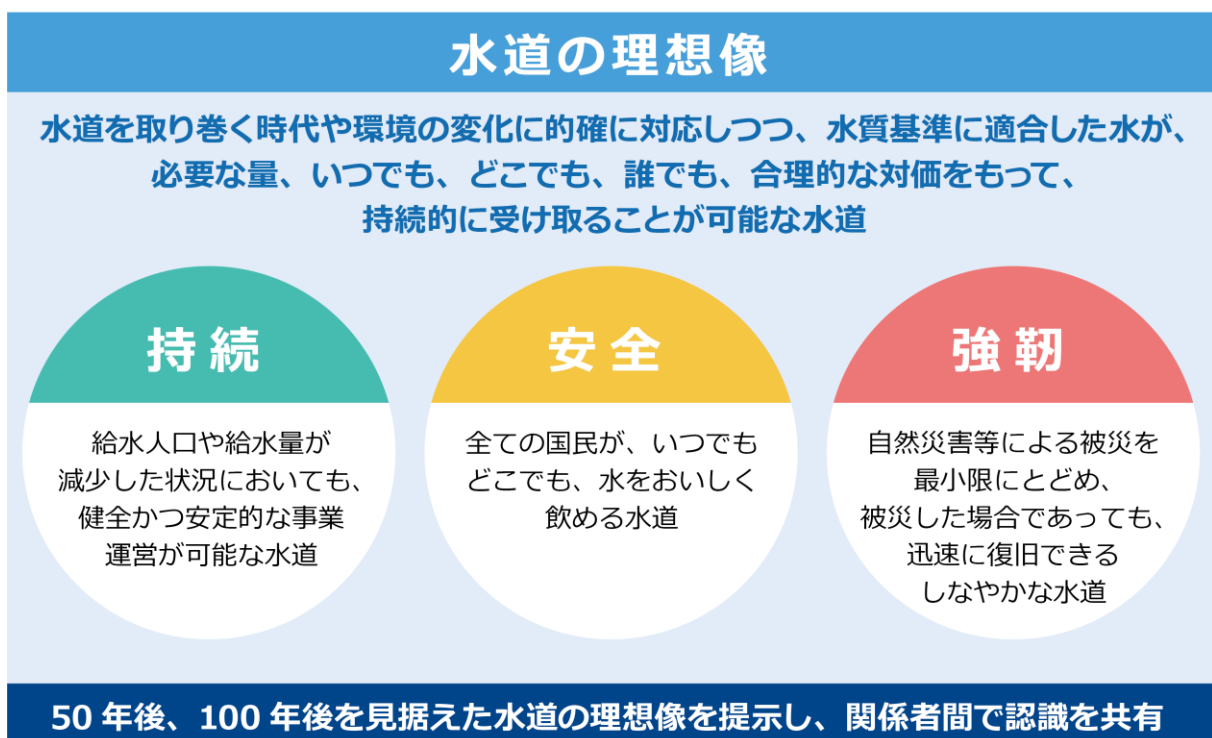 水道の理想像
水道を取り巻く時代や環境の変化に的確に対応しつつ、水質基準に適合した水が、
必要な量、いつでも、どこでも、誰でも、合理的な対価をもって、
持続的に受け取ることが可能な水道
持続
給水人口や給水量が
減少した状況においても、
健全かつ安定的な事業
運営が可能な水道
安全
全ての国民が、いつでも
どこでも、水をおいしく
飲める水道
強靭
自然災害等による被災を
最小限にとどめ、
被災した場合であっても、
迅速に復旧できる
しなやかな水道
50 年後、100 年後を見据えた水道の理想像を提示し、関係者間で認識を共有